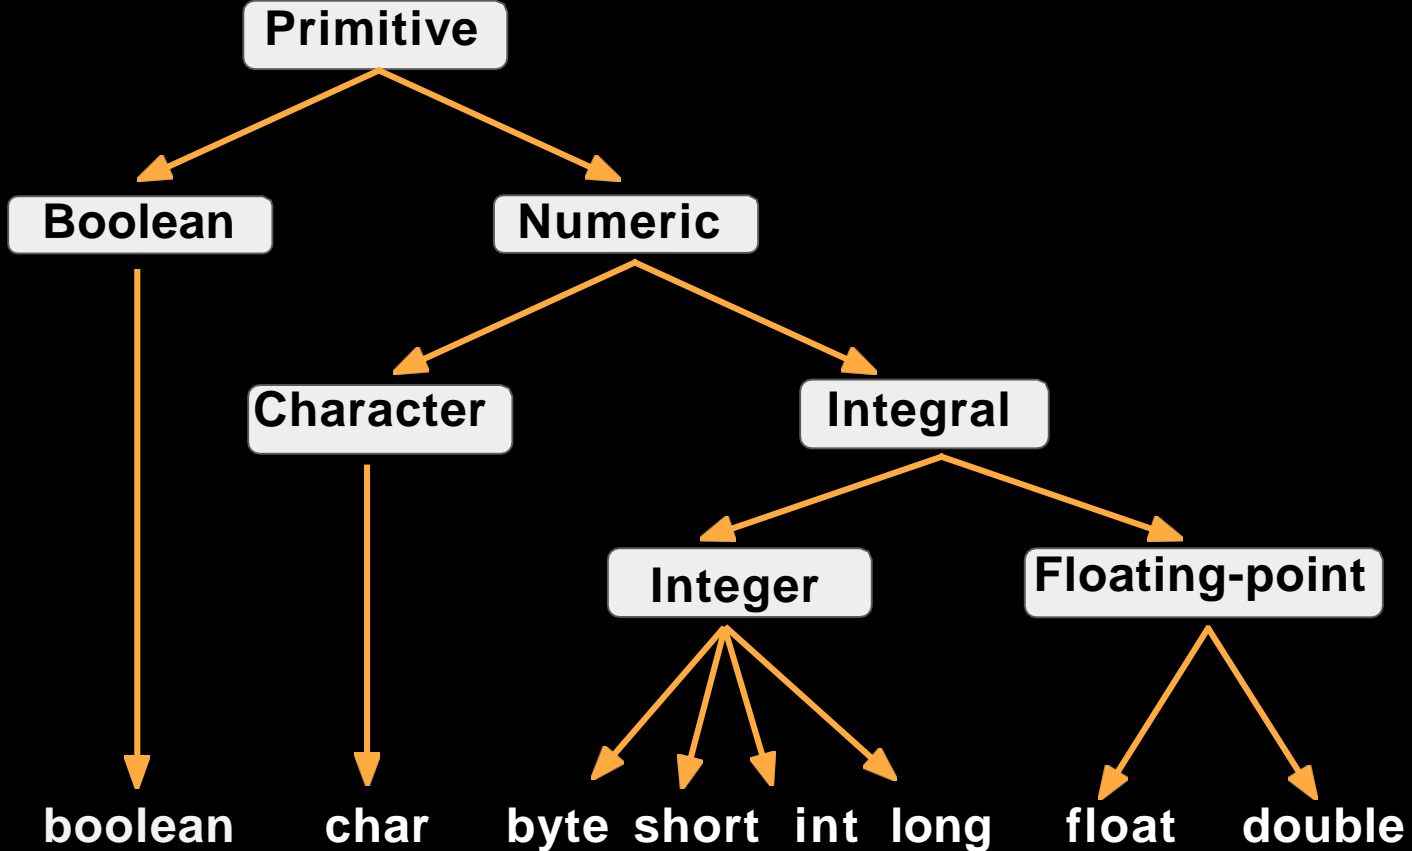 Primitive
Boolean Numeric
Character Integral
Integer Floating-point
boolean char byte short int long float double